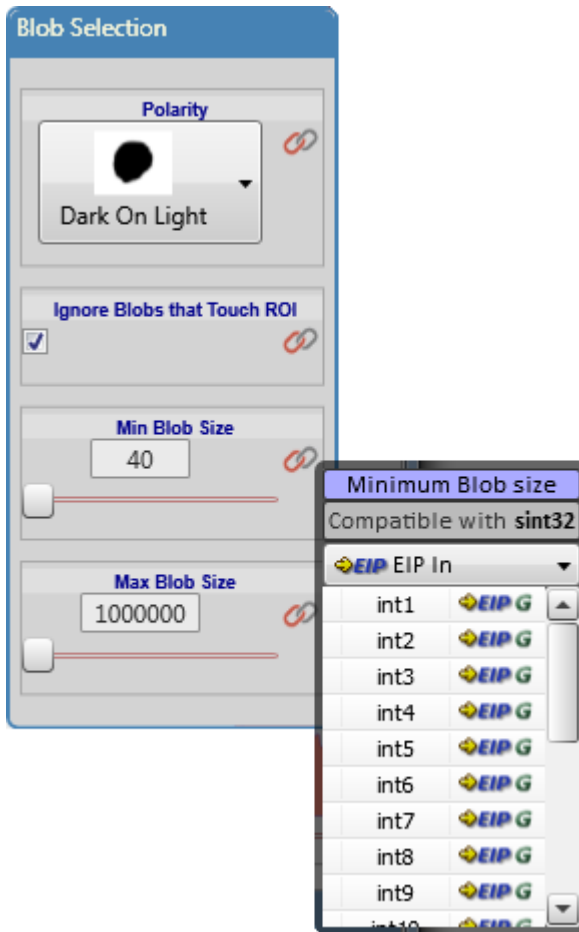 Blob Selection
Polarity
Dark On Light
Ignore Blobs that Touch ROI
Min Blob Size
40
Max Blob Size
1000000
Minimum Blob size
Compatible with sint32
EIP EIP In
int1 EIP G
int2 EIP G
int3 EIP G
int4 EIP G
int5 EIP G
int6 EIP G
int7 EIP G
int8 EIP G
int9 EIP G
int10 EIP G